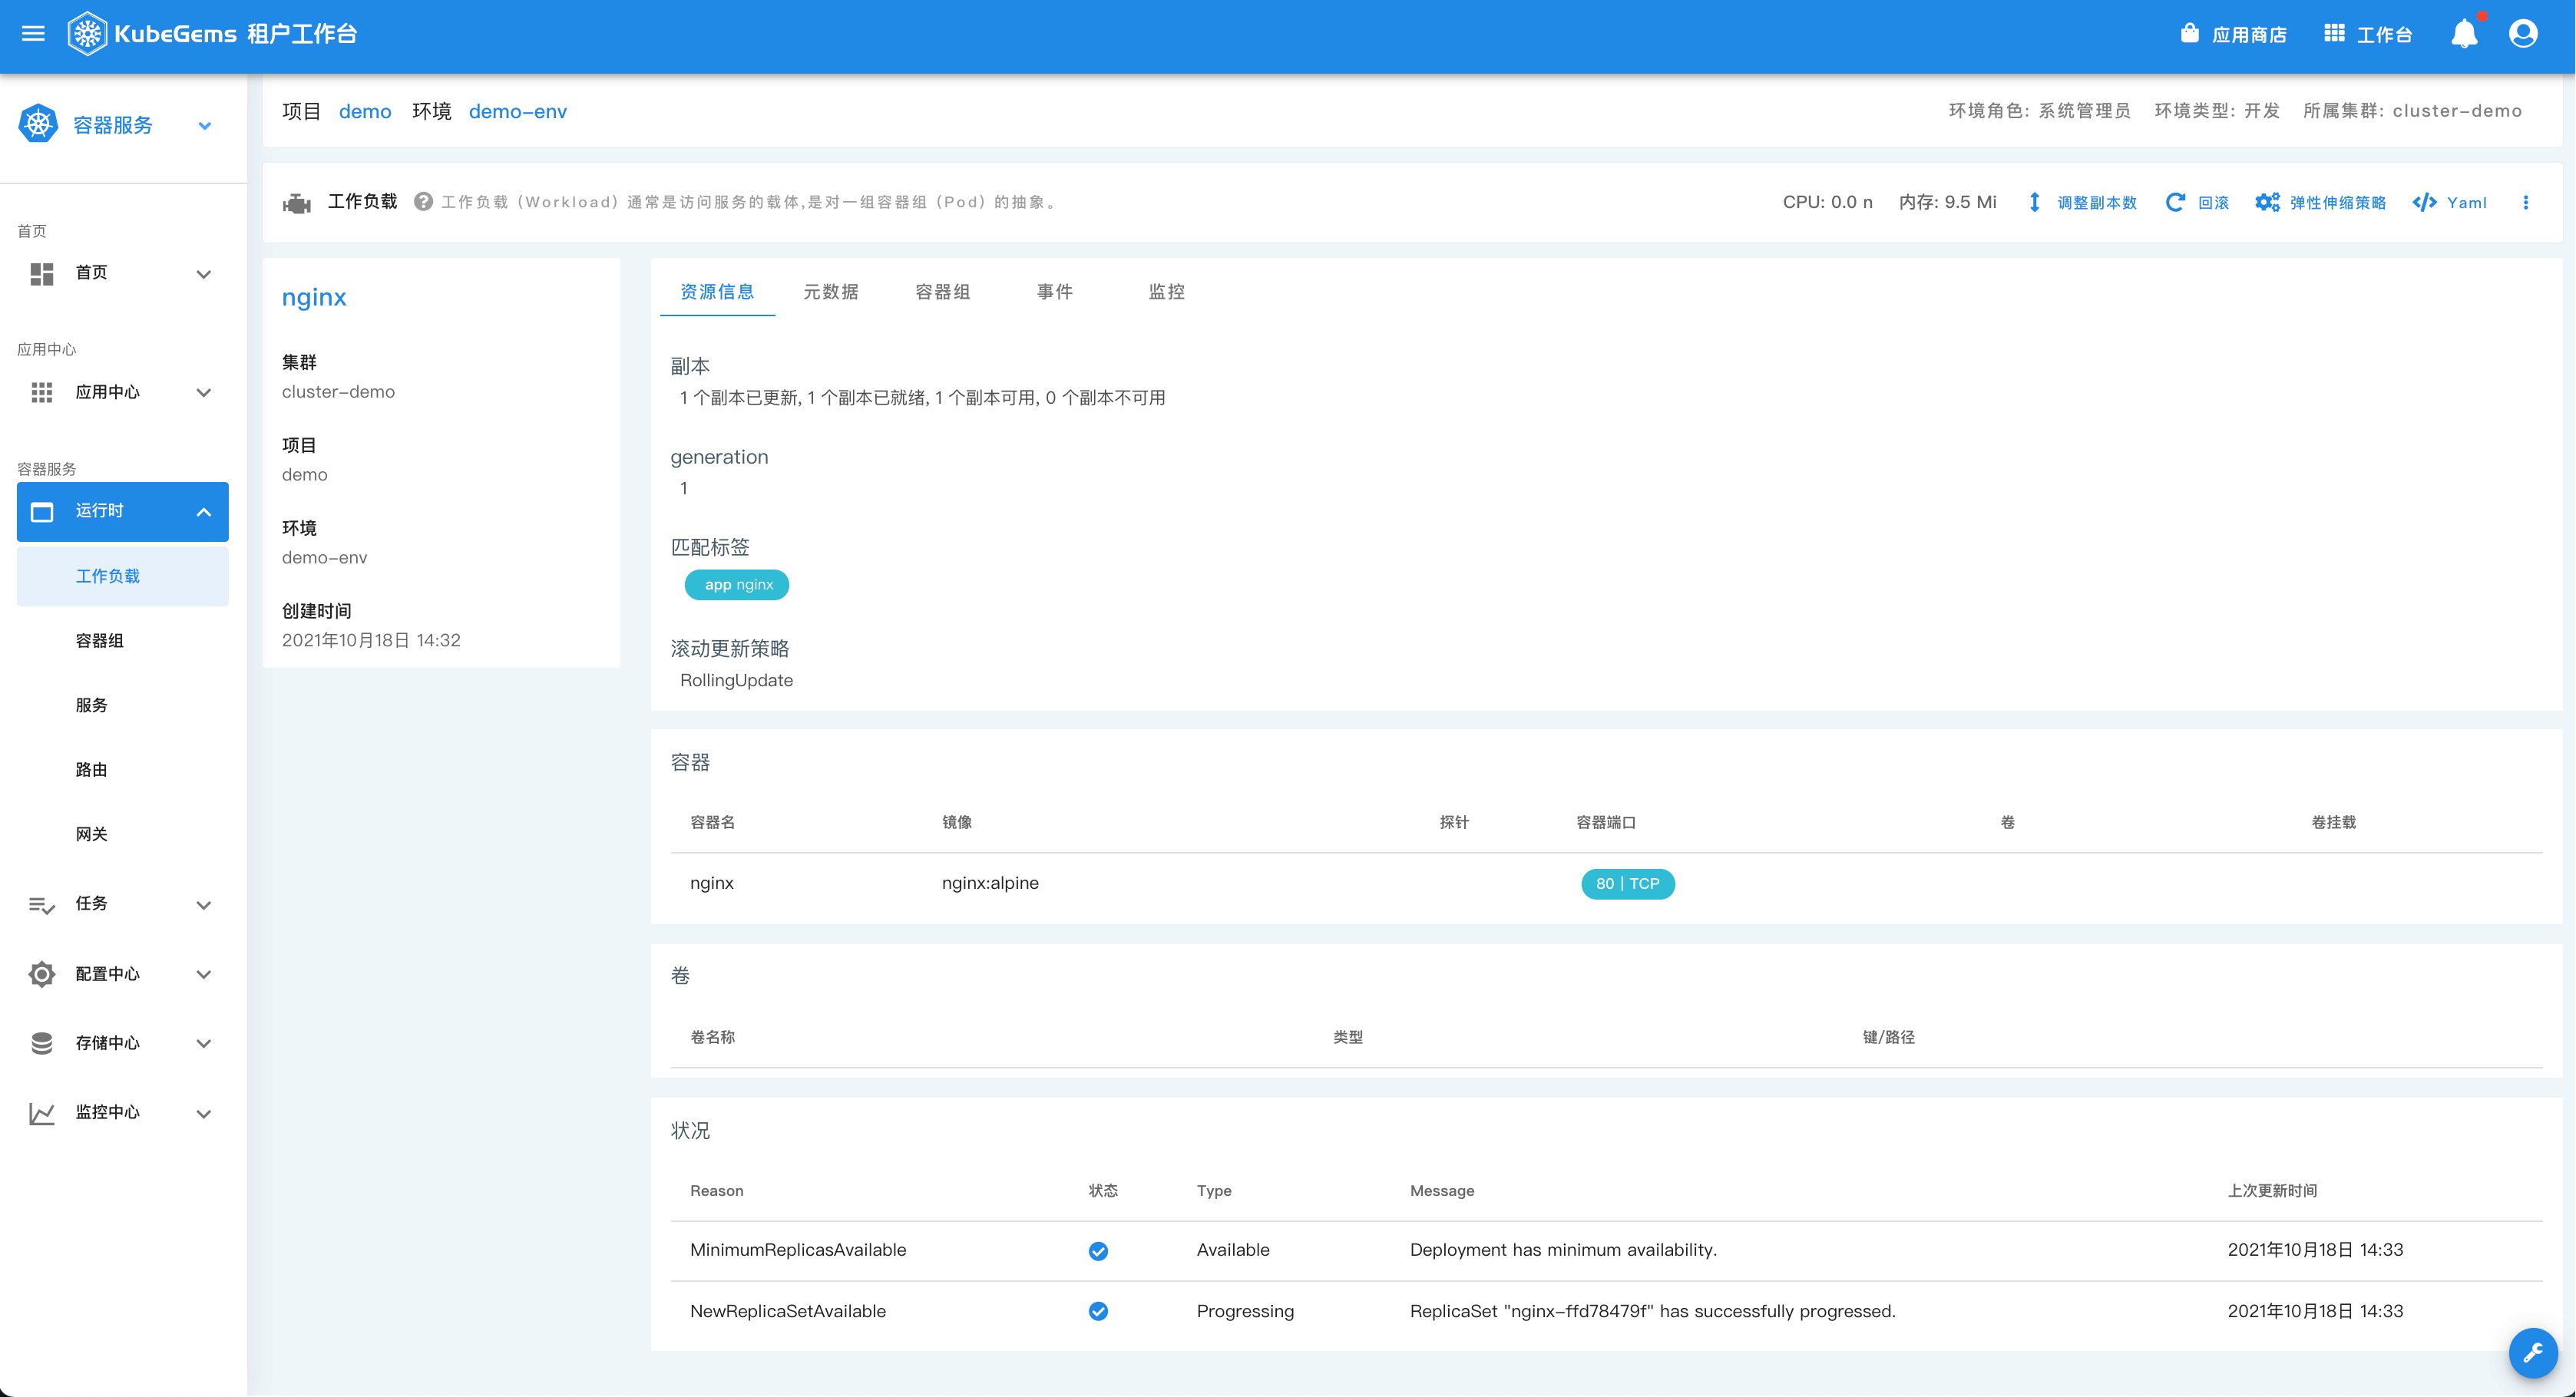 KubeGems 租户工作台
应用商店
工作台
容器服务
项目 demo 环境 demo-env
环境角色: 系统管理员 环境类型: 开发 所属集群: cluster-demo
首页
首页
应用中心
应用中心
容器服务
运行时
工作负载
容器组
服务
路由
网关
任务
配置中心
存储中心
监控中心
工作负载 工作负载 (Workload) 通常是访问服务的载体,是对一组容器组 (Pod) 的抽象。
CPU: 0.0 n 内存: 9.5 Mi 调整副本数 回滚 弹性伸缩策略 Yaml
nginx
集群
cluster-demo
项目
demo
环境
demo-env
创建时间
2021年10月18日 14:32
资源信息 元数据 容器组 事件 监控
副本
1 个副本已更新, 1 个副本已就绪, 1 个副本可用, 0 个副本不可用
generation
1
匹配标签
app nginx
滚动更新策略
RollingUpdate
容器
容器名 镜像 探针 容器端口 卷 卷挂载
nginx nginx:alpine 80 | TCP
卷
卷名称 类型 键/路径
状况
Reason 状态 Type Message 上次更新时间
MinimumReplicasAvailable Available Deployment has minimum availability. 2021年10月18日 14:33
NewReplicaSetAvailable Progressing ReplicaSet "nginx-ffd78479f" has successfully progressed. 2021年10月18日 14:33